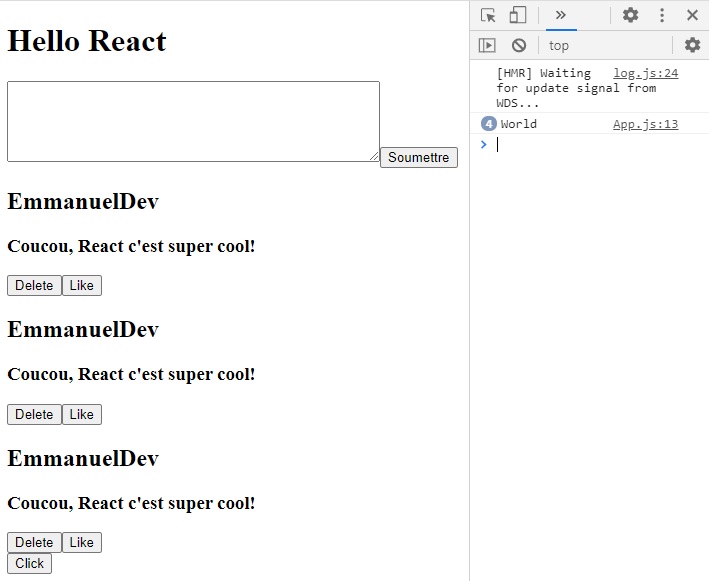 Hello React
Soumettre
EmmanuelDev
Coucou, React c'est super cool!
Delete Like
EmmanuelDev
Coucou, React c'est super cool!
Delete Like
EmmanuelDev
Coucou, React c'est super cool!
Delete Like
Click
top
[HMR] Waiting log.js:24
for update signal from
WDS...
4 World App.js:13